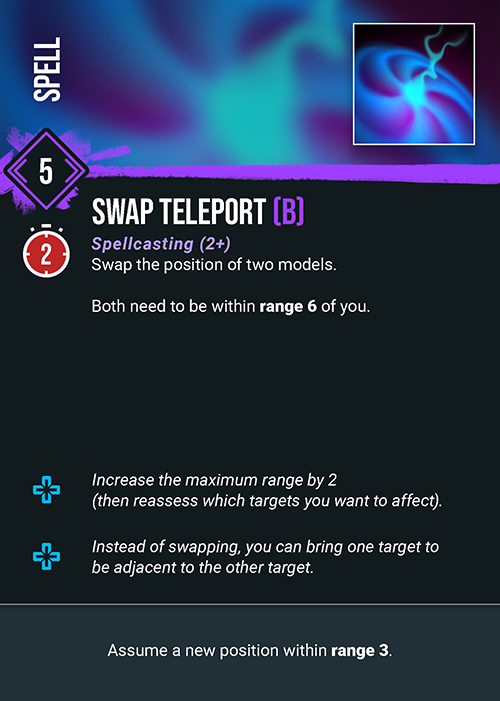 SPELL
5
SWAP TELEPORT (B)
2
Spellcasting (2+)
Swap the position of two models.
Both need to be within range 6 of you.
Increase the maximum range by 2
(then reassess which targets you want to affect).
Instead of swapping, you can bring one target to
be adjacent to the other target.
Assume a new position within range 3.